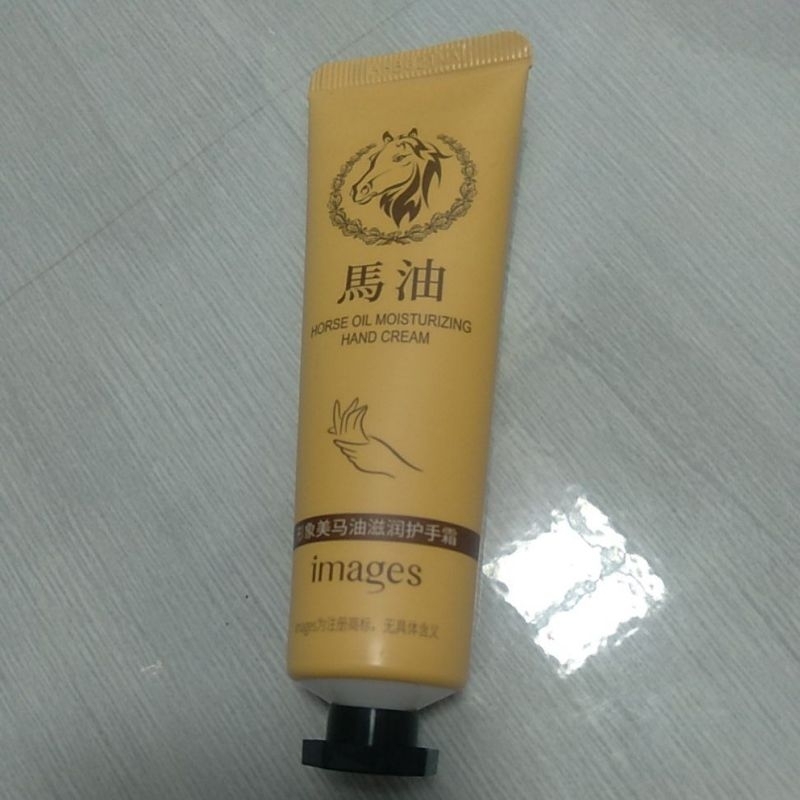 馬油
HORSE OIL MOISTURIZING
HAND CREAM
形象美马油滋润护手霜
images
images为注册商标，无具体含义